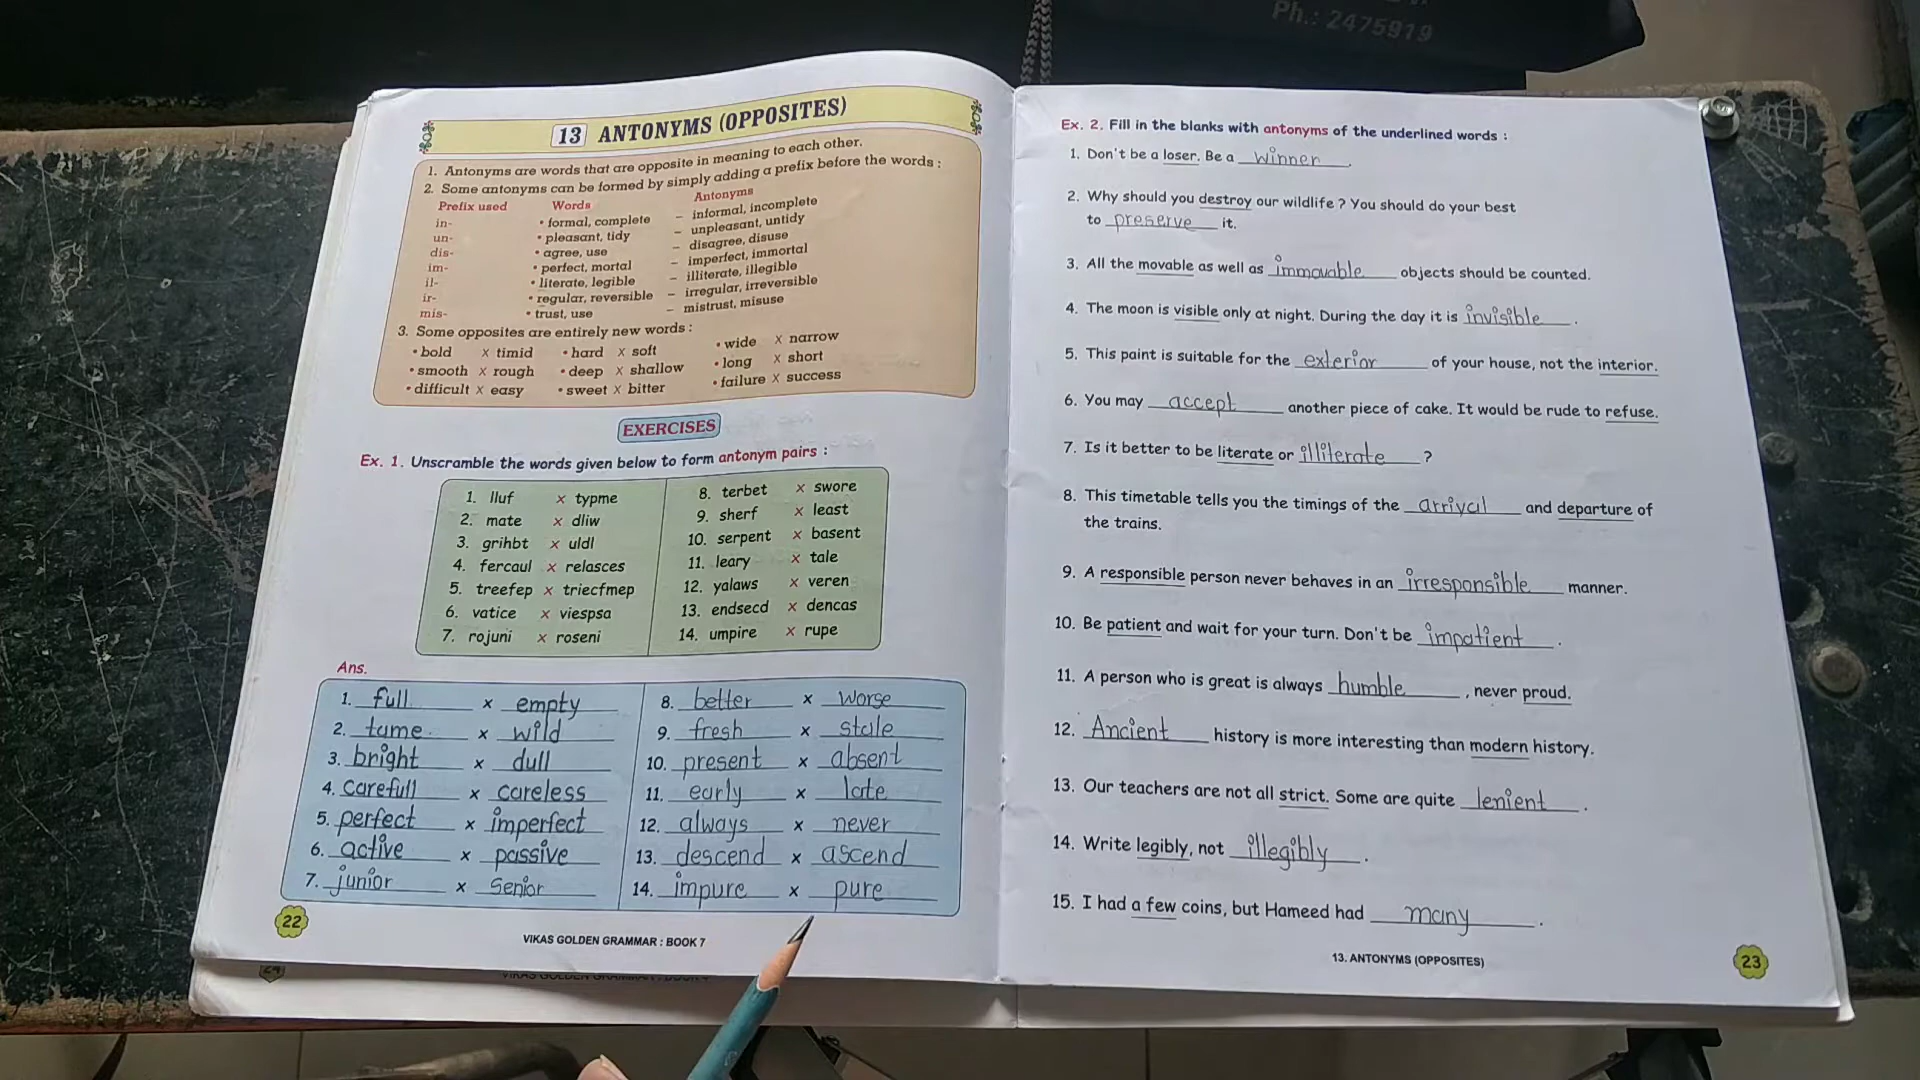 Ph.: 2475919
13 ANTONYMS (OPPOSITES)
1. Antonyms are words that are opposite in meaning to each other.
2. Some antonyms can be formed by simply adding a prefix before the words :
Prefix used Words Antonyms
in- • formal, complete – informal, incomplete
un- • pleasant, tidy – unpleasant, untidy
dis- • agree, use – disagree, disuse
im- • perfect, mortal – imperfect, immortal
il- • literate, legible – illiterate, illegible
ir- • regular, reversible – irregular, irreversible
mis- • trust, use – mistrust, misuse
3. Some opposites are entirely new words :
• bold X timid • hard X soft • wide X narrow
• smooth X rough • deep X shallow • long X short
• difficult X easy • sweet X bitter • failure X success
EXERCISES
Ex. 1. Unscramble the words given below to form antonym pairs :
1. lluf x typme
2. mate x dliw
3. grihbt x uldl
4. fercaul x relasces
5. treefep x triecfmep
6. vatice x viespsa
7. rojuni x roseni
8. terbet x swore
9. sherf x least
10. serpent x basent
11. leary x tale
12. yalaws x veren
13. endsecd x dencas
14. umpire x rupe
Ans.
1. full x empty
2. tame x wild
3. bright x dull
4. carefull x careless
5. perfect x imperfect
6. active x passive
7. junior x senior
8. better x worse
9. fresh x stale
10. present x absent
11. early x late
12. always x never
13. descend x ascend
14. impure x pure
22
VIKAS GOLDEN GRAMMAR : BOOK 7
24
Ex. 2. Fill in the blanks with antonyms of the underlined words :
1. Don't be a loser. Be a winner.
2. Why should you destroy our wildlife ? You should do your best
to preserve it.
3. All the movable as well as immovable objects should be counted.
4. The moon is visible only at night. During the day it is invisible.
5. This paint is suitable for the exterior of your house, not the interior.
6. You may accept another piece of cake. It would be rude to refuse.
7. Is it better to be literate or illiterate ?
8. This timetable tells you the timings of the arrival and departure of
the trains.
9. A responsible person never behaves in an irresponsible manner.
10. Be patient and wait for your turn. Don't be impatient.
11. A person who is great is always humble, never proud.
12. Ancient history is more interesting than modern history.
13. Our teachers are not all strict. Some are quite lenient.
14. Write legibly, not illegibly.
15. I had a few coins, but Hameed had many.
13. ANTONYMS (OPPOSITES)
23